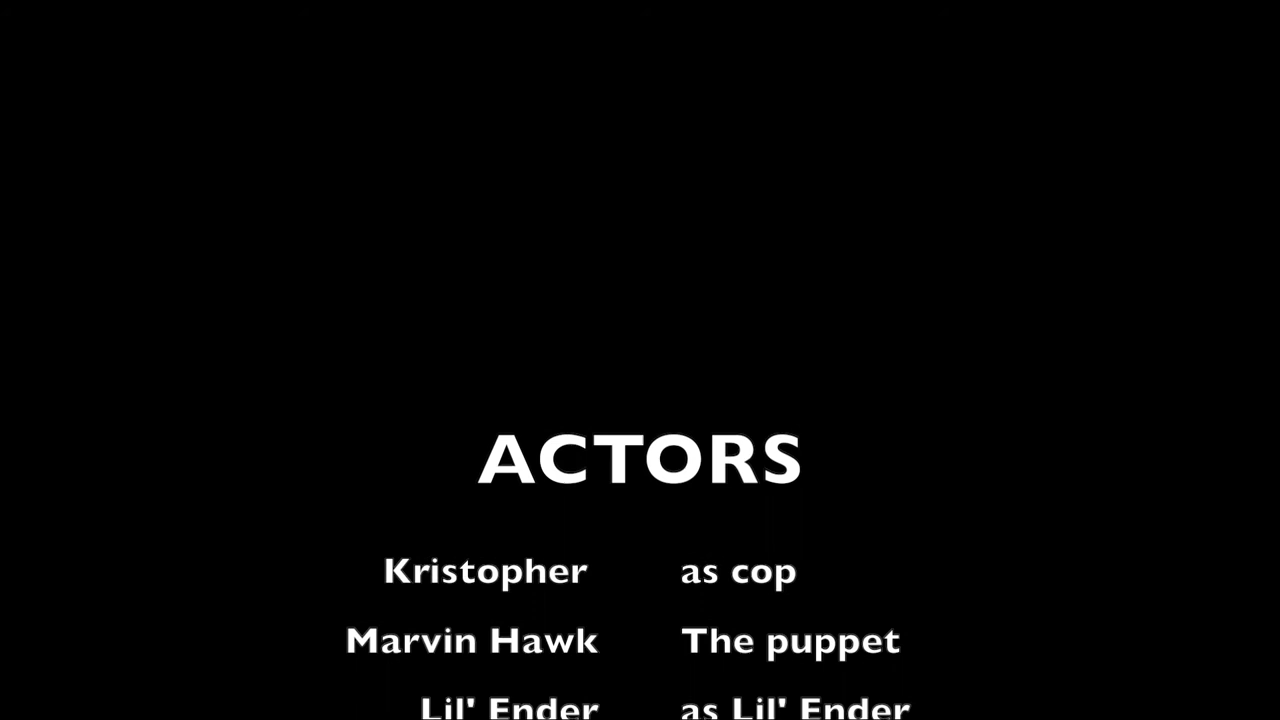 ACTORS
Kristopher as cop
Marvin Hawk The puppet
Lil' Ender as Lil' Ender